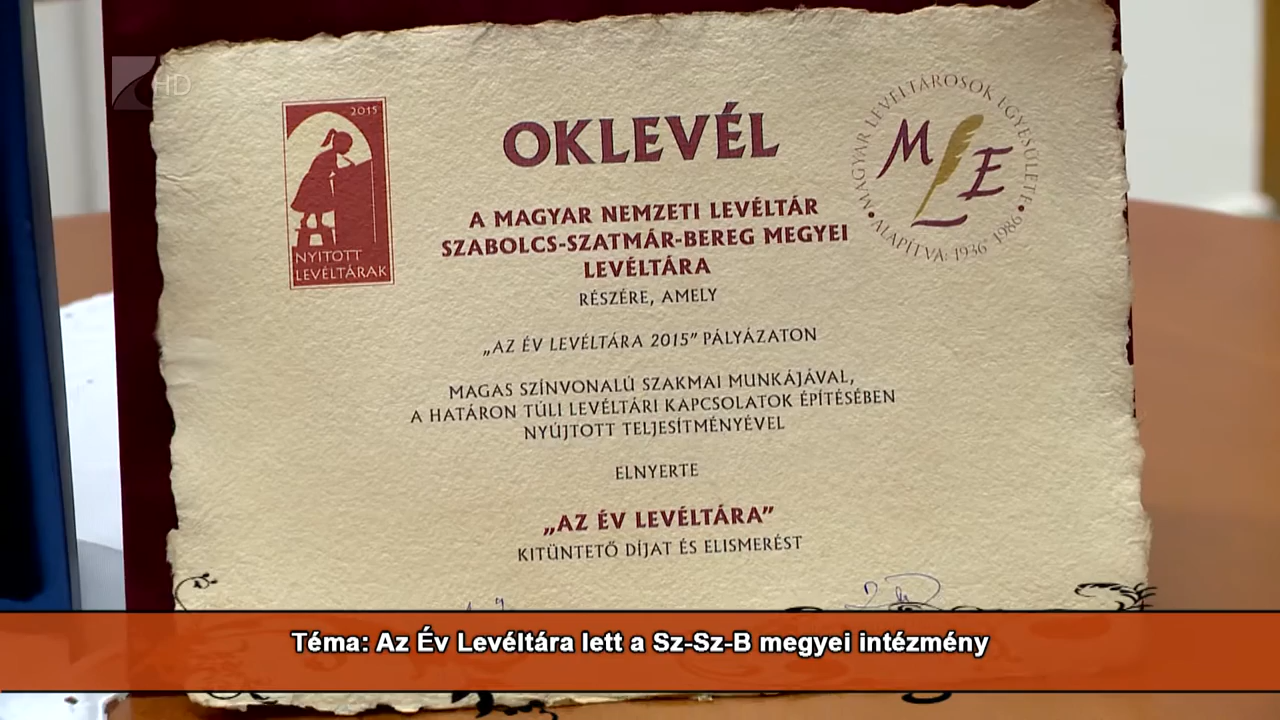 HD
2015
NYITOTT
LEVÉLTÁRAK
OKLEVÉL
MAGYAR LEVÉLTÁROSOK EGYESÜLETE • ALAPÍTVA: 1936 1986 •
MLE
A MAGYAR NEMZETI LEVÉLTÁR
SZABOLCS-SZATMÁR-BEREG MEGYEI
LEVÉLTÁRA
RÉSZÉRE, AMELY
„AZ ÉV LEVÉLTÁRA 2015” PÁLYÁZATON
MAGAS SZÍNVONALÚ SZAKMAI MUNKÁJÁVAL,
A HATÁRON TÚLI LEVÉLTÁRI KAPCSOLATOK ÉPÍTÉSÉBEN
NYÚJTOTT TELJESÍTMÉNYÉVEL
ELNYERTE
„AZ ÉV LEVÉLTÁRA”
KITÜNTETŐ DÍJAT ÉS ELISMERÉST
Téma: Az Év Levéltára lett a Sz-Sz-B megyei intézmény